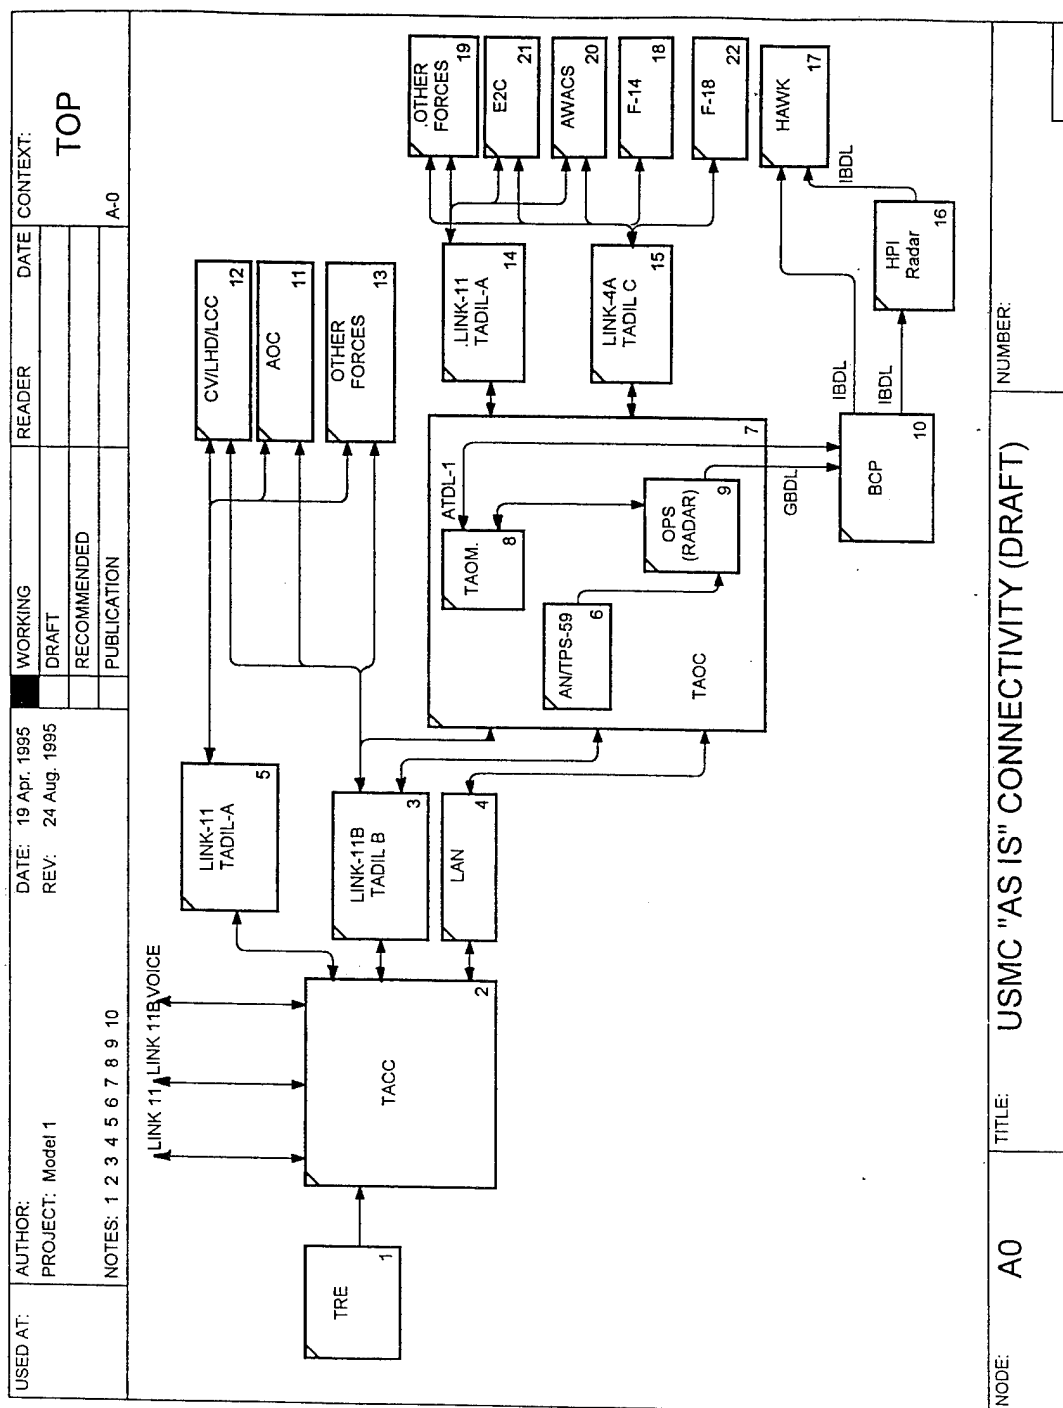 USED AT:
AUTHOR:
PROJECT: Model 1
NOTES: 1 2 3 4 5 6 7 8 9 10
DATE: 19 Apr. 1995
REV: 24 Aug. 1995
WORKING
DRAFT
RECOMMENDED
PUBLICATION
READER
DATE
CONTEXT:
TOP
A-0
LINK 11
LINK 11B
VOICE
TRE
1
TACC
2
LINK-11
TADIL-A
5
LINK-11B
TADIL B
3
LAN
4
CV/LHD/LCC
12
AOC
11
OTHER
FORCES
13
TAOC
7
AN/TPS-59
6
TAOM.
8
ATDL-1
OPS
(RADAR)
9
GBDL
.LINK-11
TADIL-A
14
LINK-4A
TADIL C
15
.OTHER
FORCES
19
E2C
21
AWACS
20
F-14
18
F-18
22
HAWK
17
BCP
10
IBDL
IBDL
HPI
Radar
16
IBDL
NODE:
A0
TITLE:
USMC "AS IS" CONNECTIVITY (DRAFT)
NUMBER: